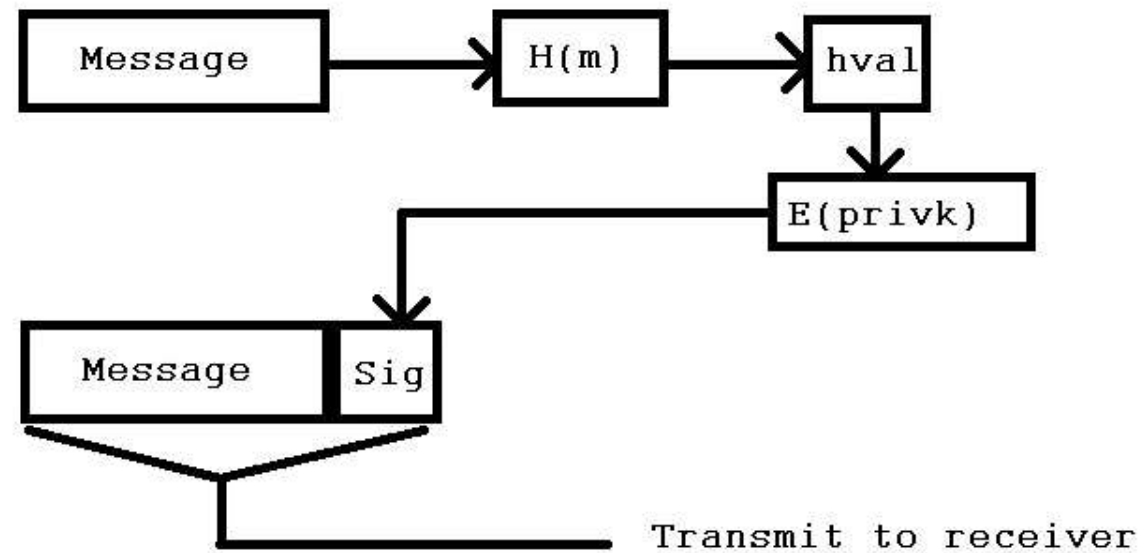 Message
H(m)
hval
E(privk)
Message
Sig
Transmit to receiver